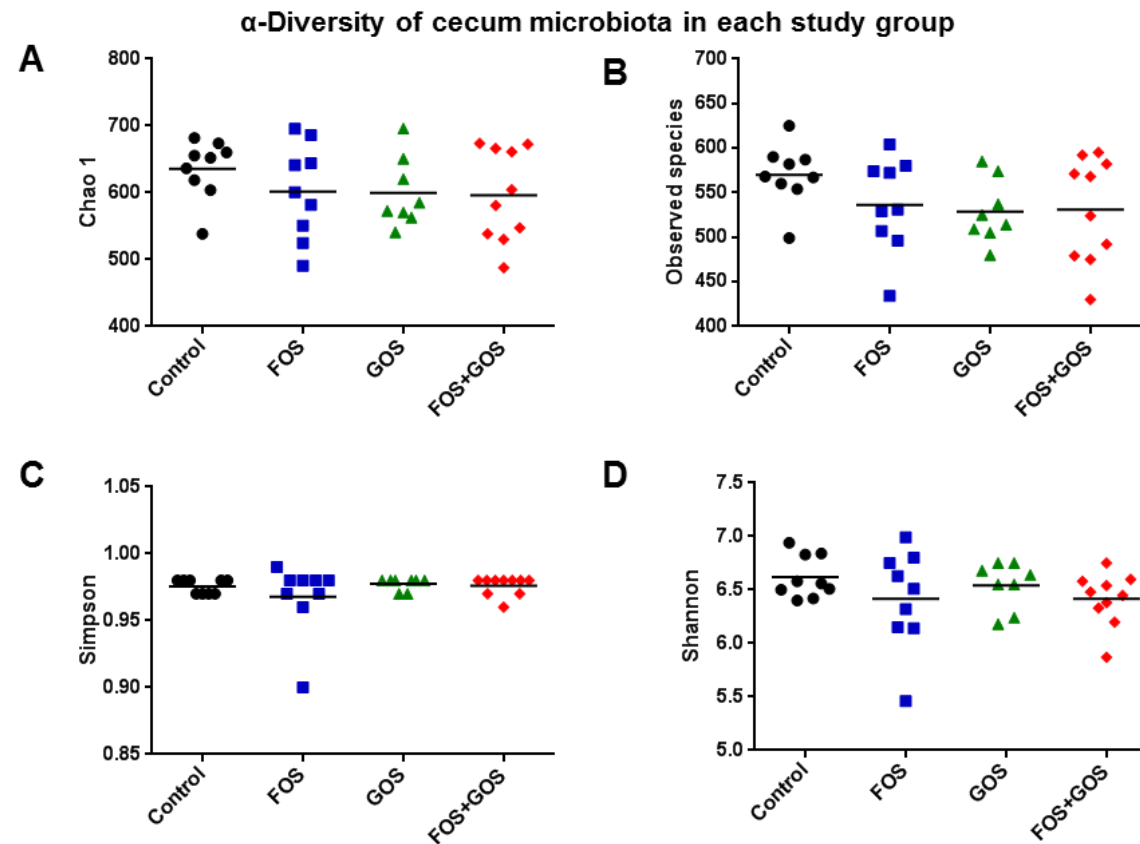 α-Diversity of cecum microbiota in each study group
A
Chao 1
800
700
600
500
400
Control
FOS
GOS
FOS+GOS
B
Observed species
700
650
600
550
500
450
400
Control
FOS
GOS
FOS+GOS
C
Simpson
1.05
1.00
0.95
0.90
0.85
Control
FOS
GOS
FOS+GOS
D
Shannon
7.5
7.0
6.5
6.0
5.5
5.0
Control
FOS
GOS
FOS+GOS